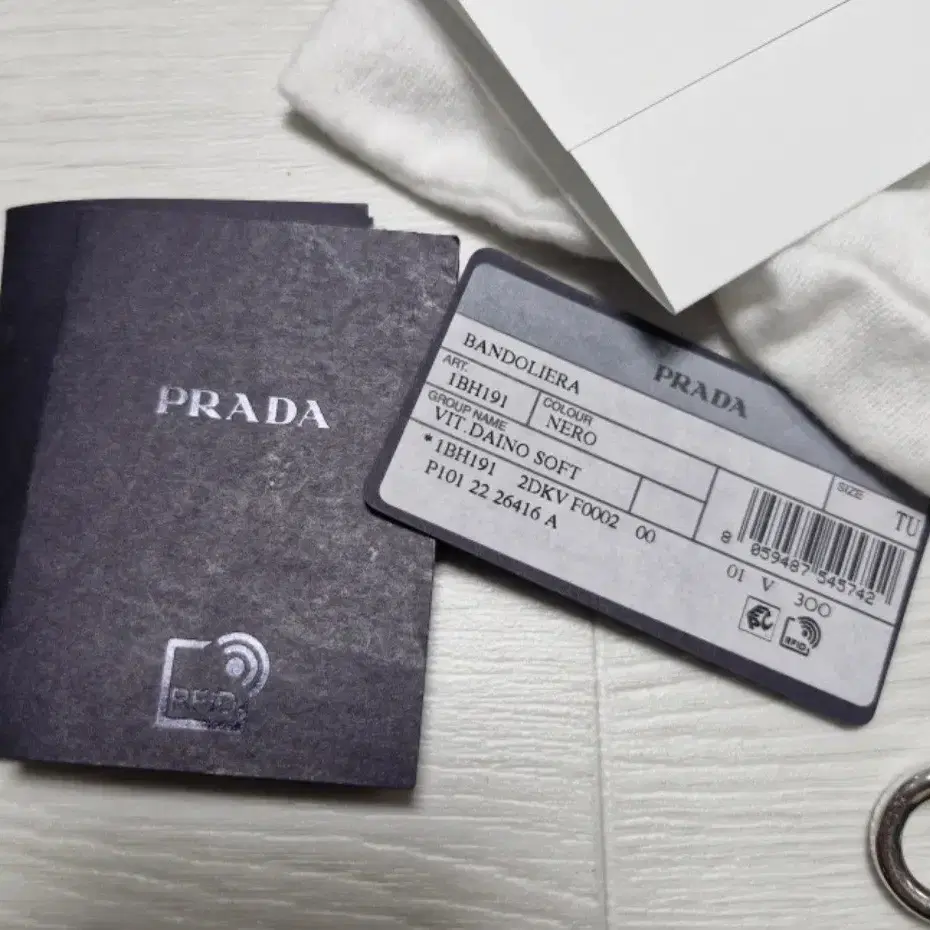 PRADA
RFiD
PRADA
BANDOLIERA
ART.
1BH191
COLOUR
NERO
GROUP NAME
VIT.DAINO SOFT
SIZE
TU
*1BH191 2DKV F0002 00
P101 22 26416 A
8 059487 545742
01 V 300
RFiD